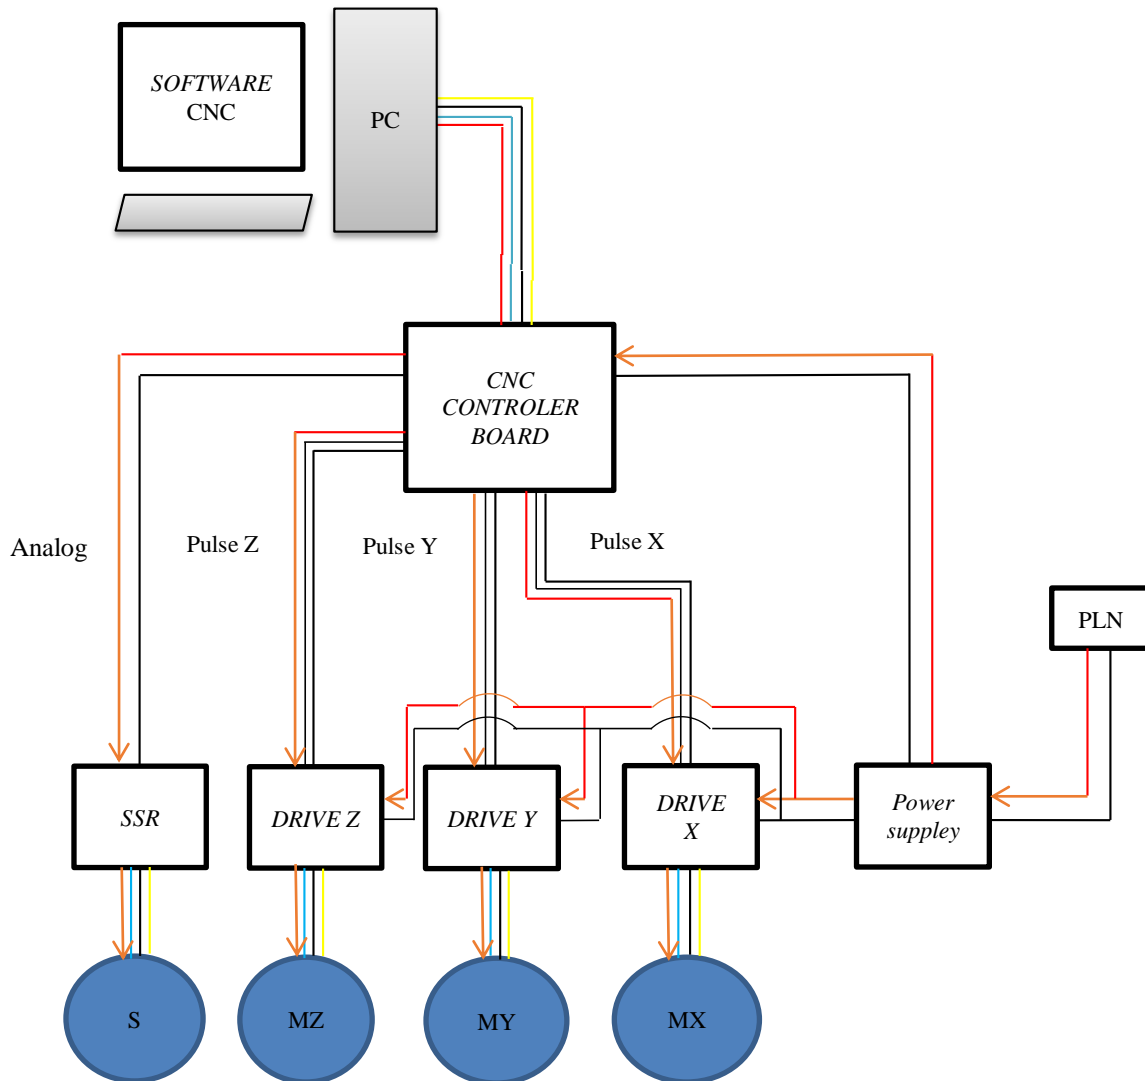 SOFTWARE
CNC
PC
CNC
CONTROLER
BOARD
Analog
Pulse Z
Pulse Y
Pulse X
PLN
SSR
DRIVE Z
DRIVE Y
DRIVE
X
Power
suppley
S
MZ
MY
MX